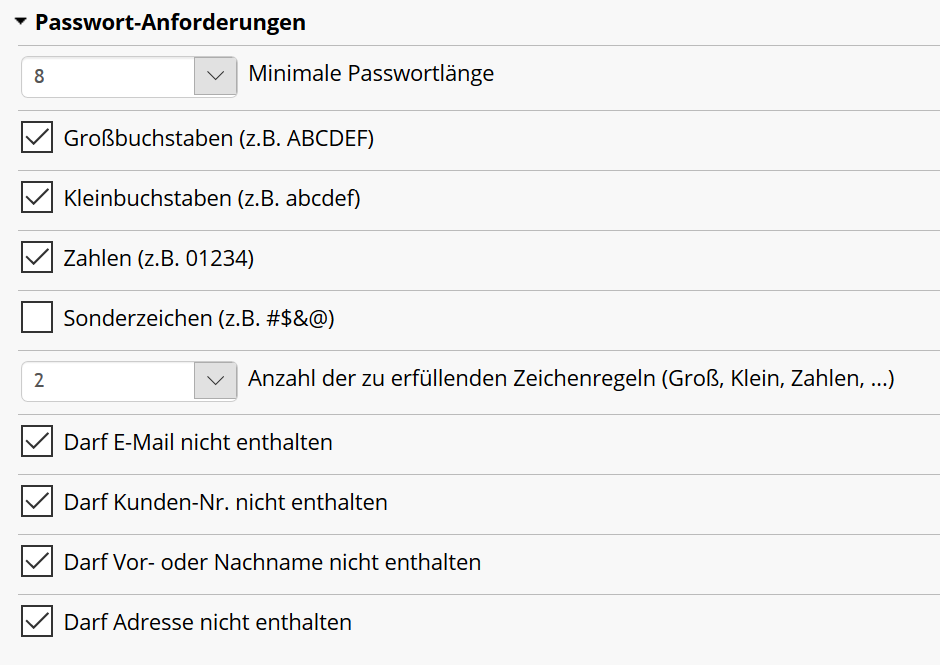 Passwort-Anforderungen
8 Minimale Passwortlänge
Großbuchstaben (z.B. ABCDEF)
Kleinbuchstaben (z.B. abcdef)
Zahlen (z.B. 01234)
Sonderzeichen (z.B. #$&@)
2 Anzahl der zu erfüllenden Zeichenregeln (Groß, Klein, Zahlen, ...)
Darf E-Mail nicht enthalten
Darf Kunden-Nr. nicht enthalten
Darf Vor- oder Nachname nicht enthalten
Darf Adresse nicht enthalten